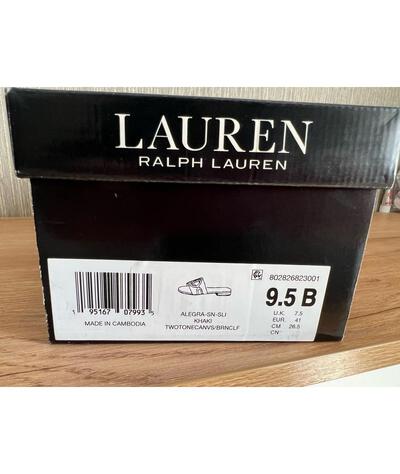 LAUREN
RALPH LAUREN
802826823001
9.5 B
U.K. 7.5
EUR. 41
CM 26.5
CN
1 95167 07993 5
MADE IN CAMBODIA
ALEGRA-SN-SLI
KHAKI
TWOTONECANVS/BRNCLF